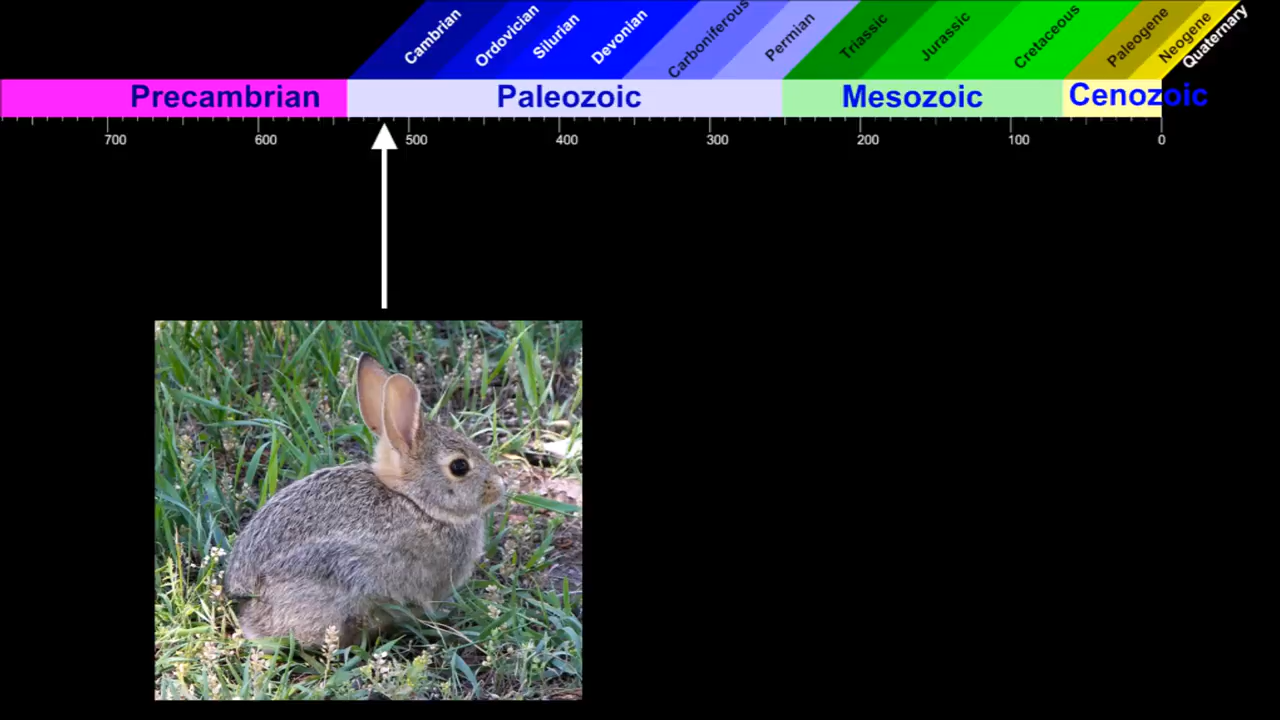 Cambrian
Ordovician
Silurian
Devonian
Carboniferous
Permian
Triassic
Jurassic
Cretaceous
Paleogene
Neogene
Quaternary
Precambrian Paleozoic Mesozoic Cenozoic
700 600 500 400 300 200 100 0